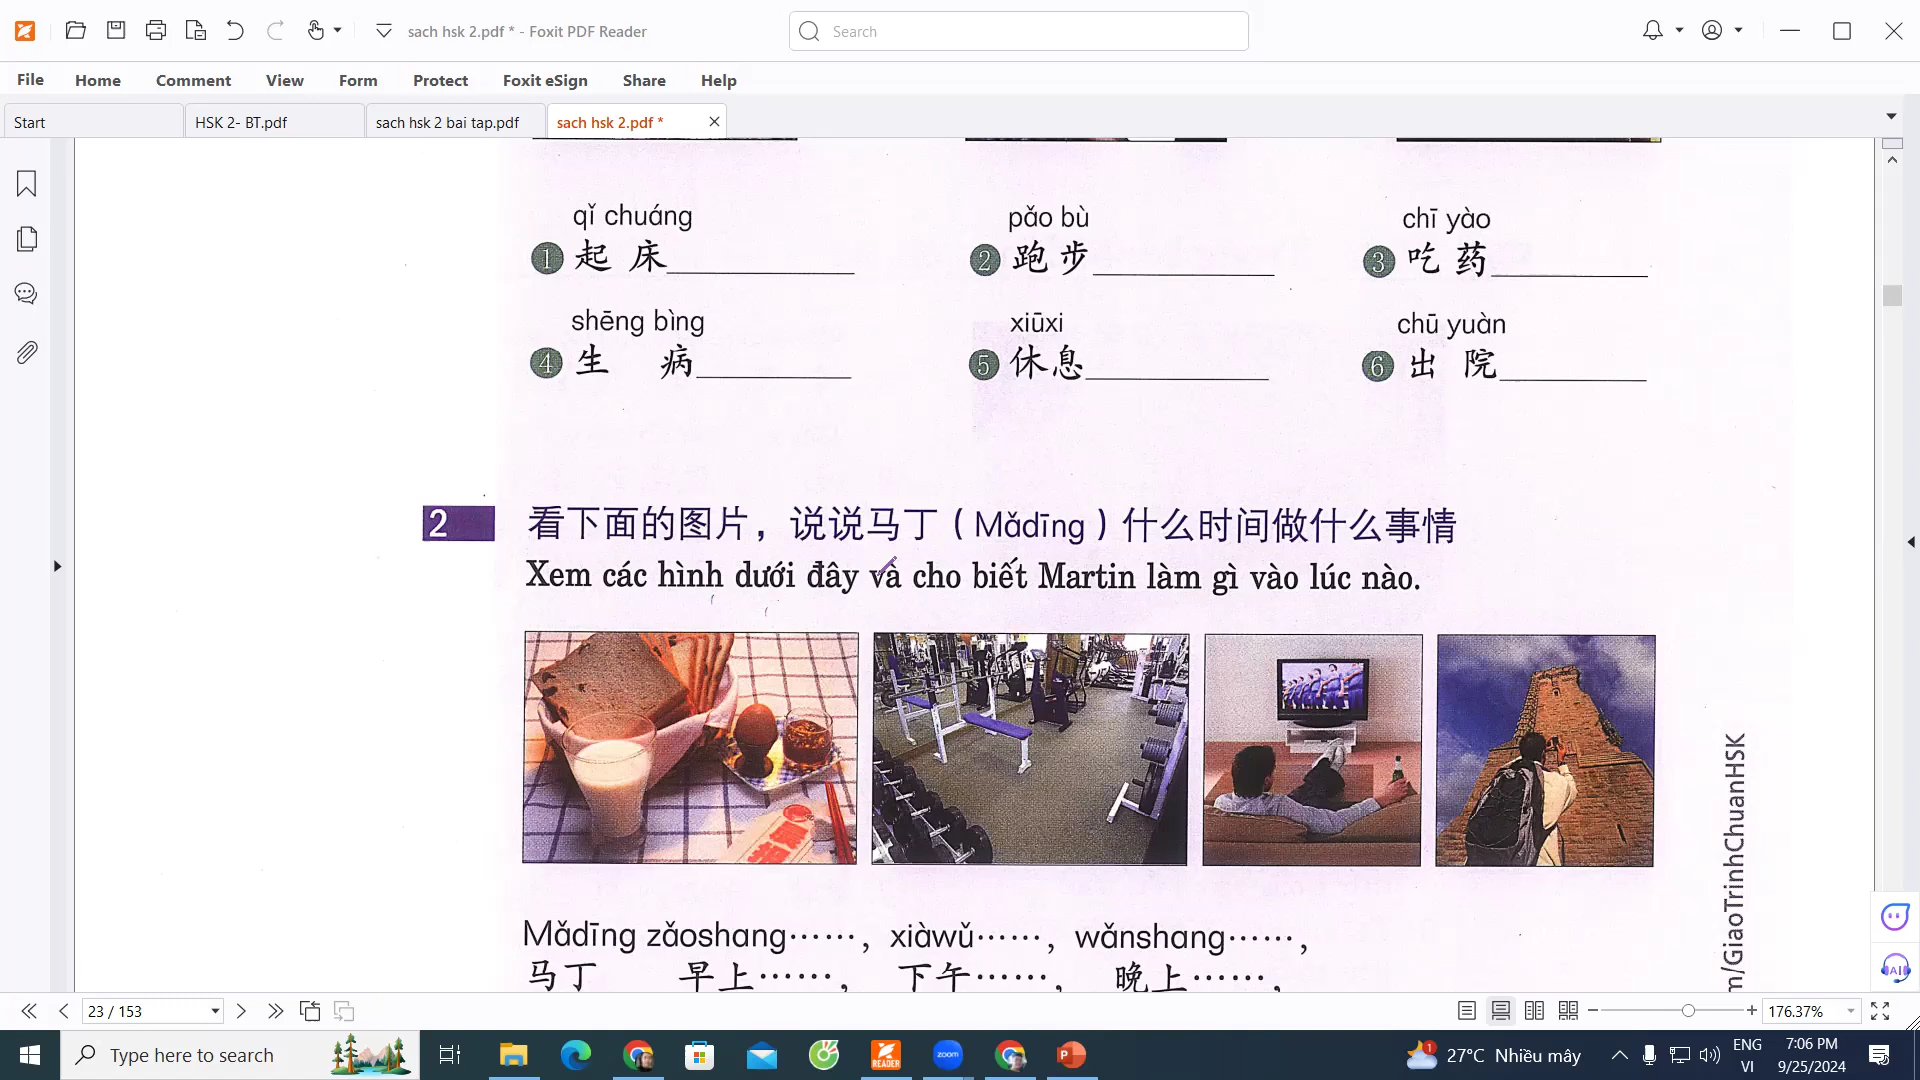 sach hsk 2.pdf * - Foxit PDF Reader
Search
File Home Comment View Form Protect Foxit eSign Share Help
Start
HSK 2- BT.pdf
sach hsk 2 bai tap.pdf
sach hsk 2.pdf *
qǐ chuáng
1 起 床
pǎo bù
2 跑 步
chī yào
3 吃 药
shēng bìng
4 生 病
xiūxi
5 休息
chū yuàn
6 出 院
2 看下面的图片，说说马丁（Mǎdīng）什么时间做什么事情
Xem các hình dưới đây và cho biết Martin làm gì vào lúc nào.
Mǎdīng zǎoshang……, xiàwǔ……, wǎnshang……,
马丁 早上……, 下午……, 晚上……,
m/GiaoTrinhChuanHSK
AI
23 / 153
176.37%
Type here to search
READER
zoom
1
27°C Nhiều mây
ENG
VI
7:06 PM
9/25/2024